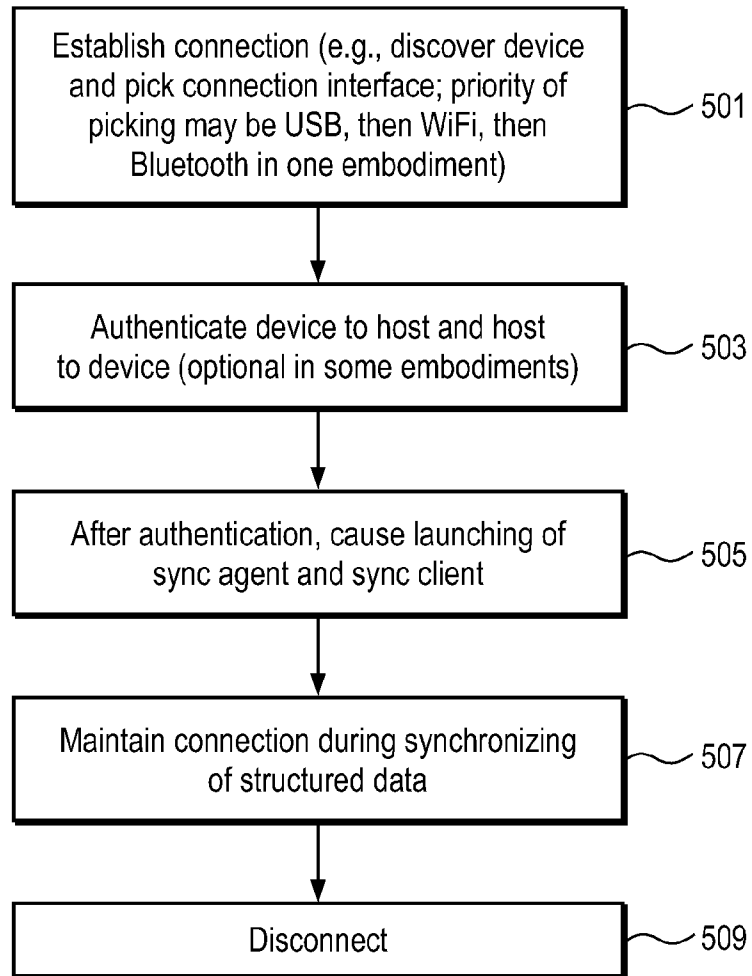 Establish connection (e.g., discover device
and pick connection interface; priority of
picking may be USB, then WiFi, then
Bluetooth in one embodiment)
501
Authenticate device to host and host
to device (optional in some embodiments)
503
After authentication, cause launching of
sync agent and sync client
505
Maintain connection during synchronizing
of structured data
507
Disconnect
509